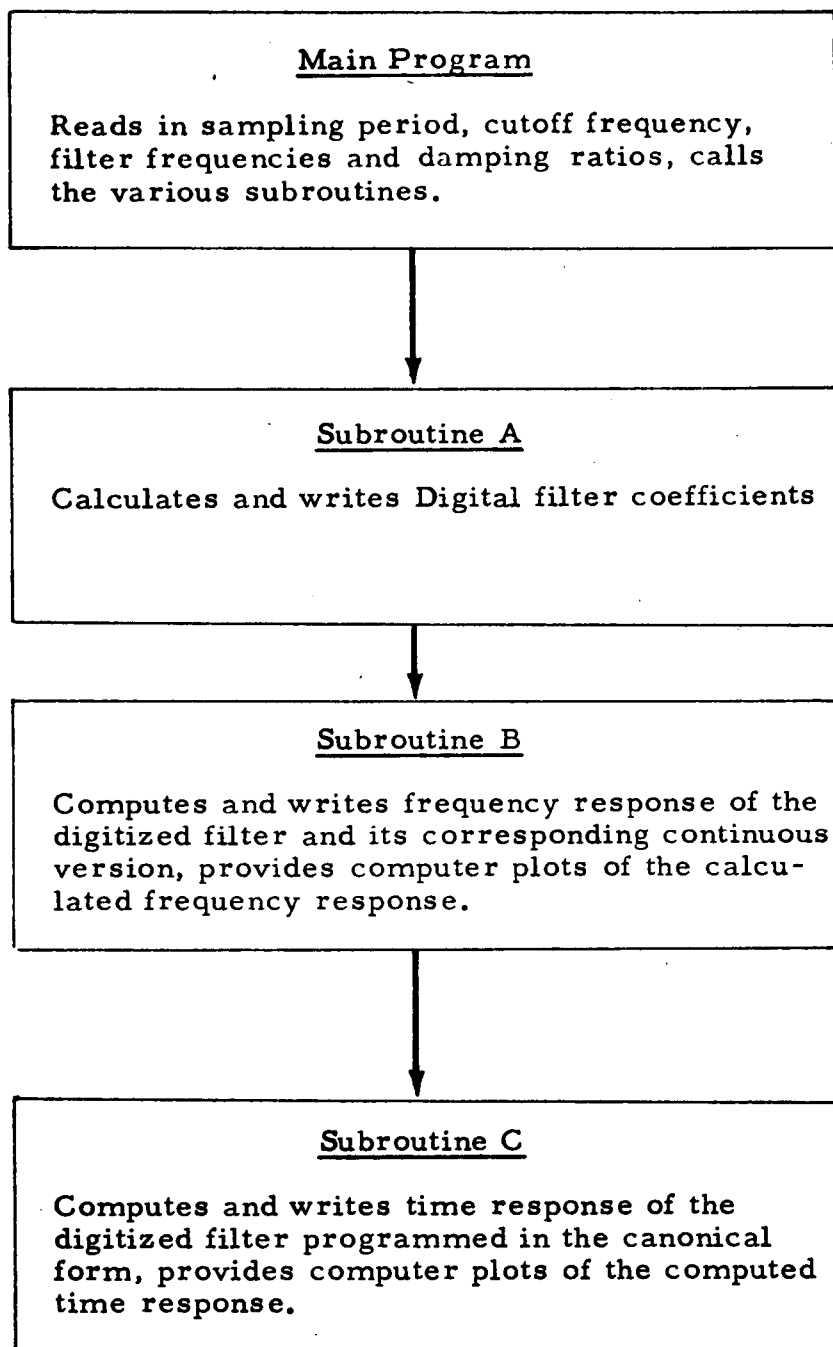 Main Program
Reads in sampling period, cutoff frequency,
filter frequencies and damping ratios, calls
the various subroutines.
Subroutine A
Calculates and writes Digital filter coefficients
Subroutine B
Computes and writes frequency response of the
digitized filter and its corresponding continuous
version, provides computer plots of the calcu-
lated frequency response.
Subroutine C
Computes and writes time response of the
digitized filter programmed in the canonical
form, provides computer plots of the computed
time response.